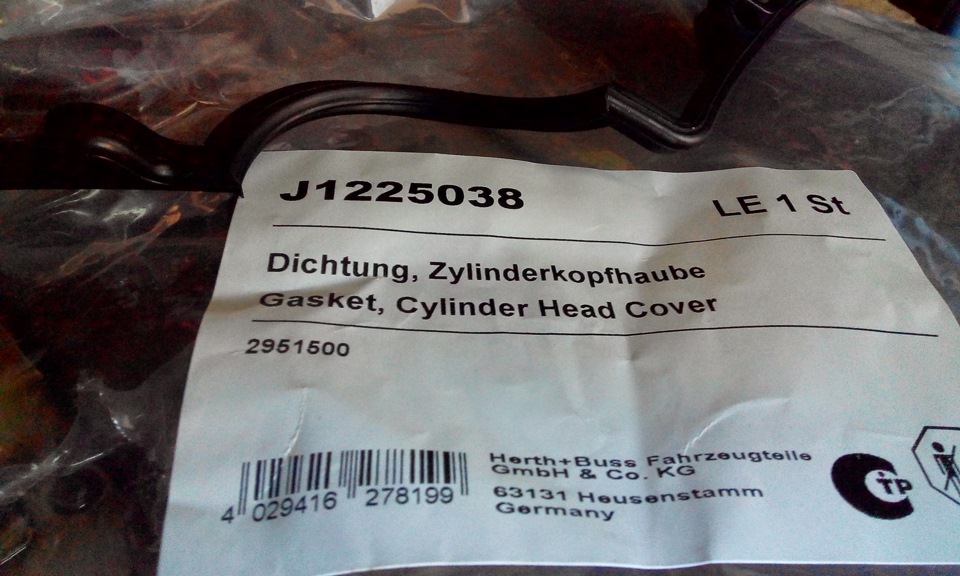 J1225038
LE 1 St
Dichtung, Zylinderkopfhaube
Gasket, Cylinder Head Cover
2951500
4 029416 278199
Herth+Buss Fahrzeugteile
GmbH & Co. KG
63131 Heusenstamm
Germany
CTP